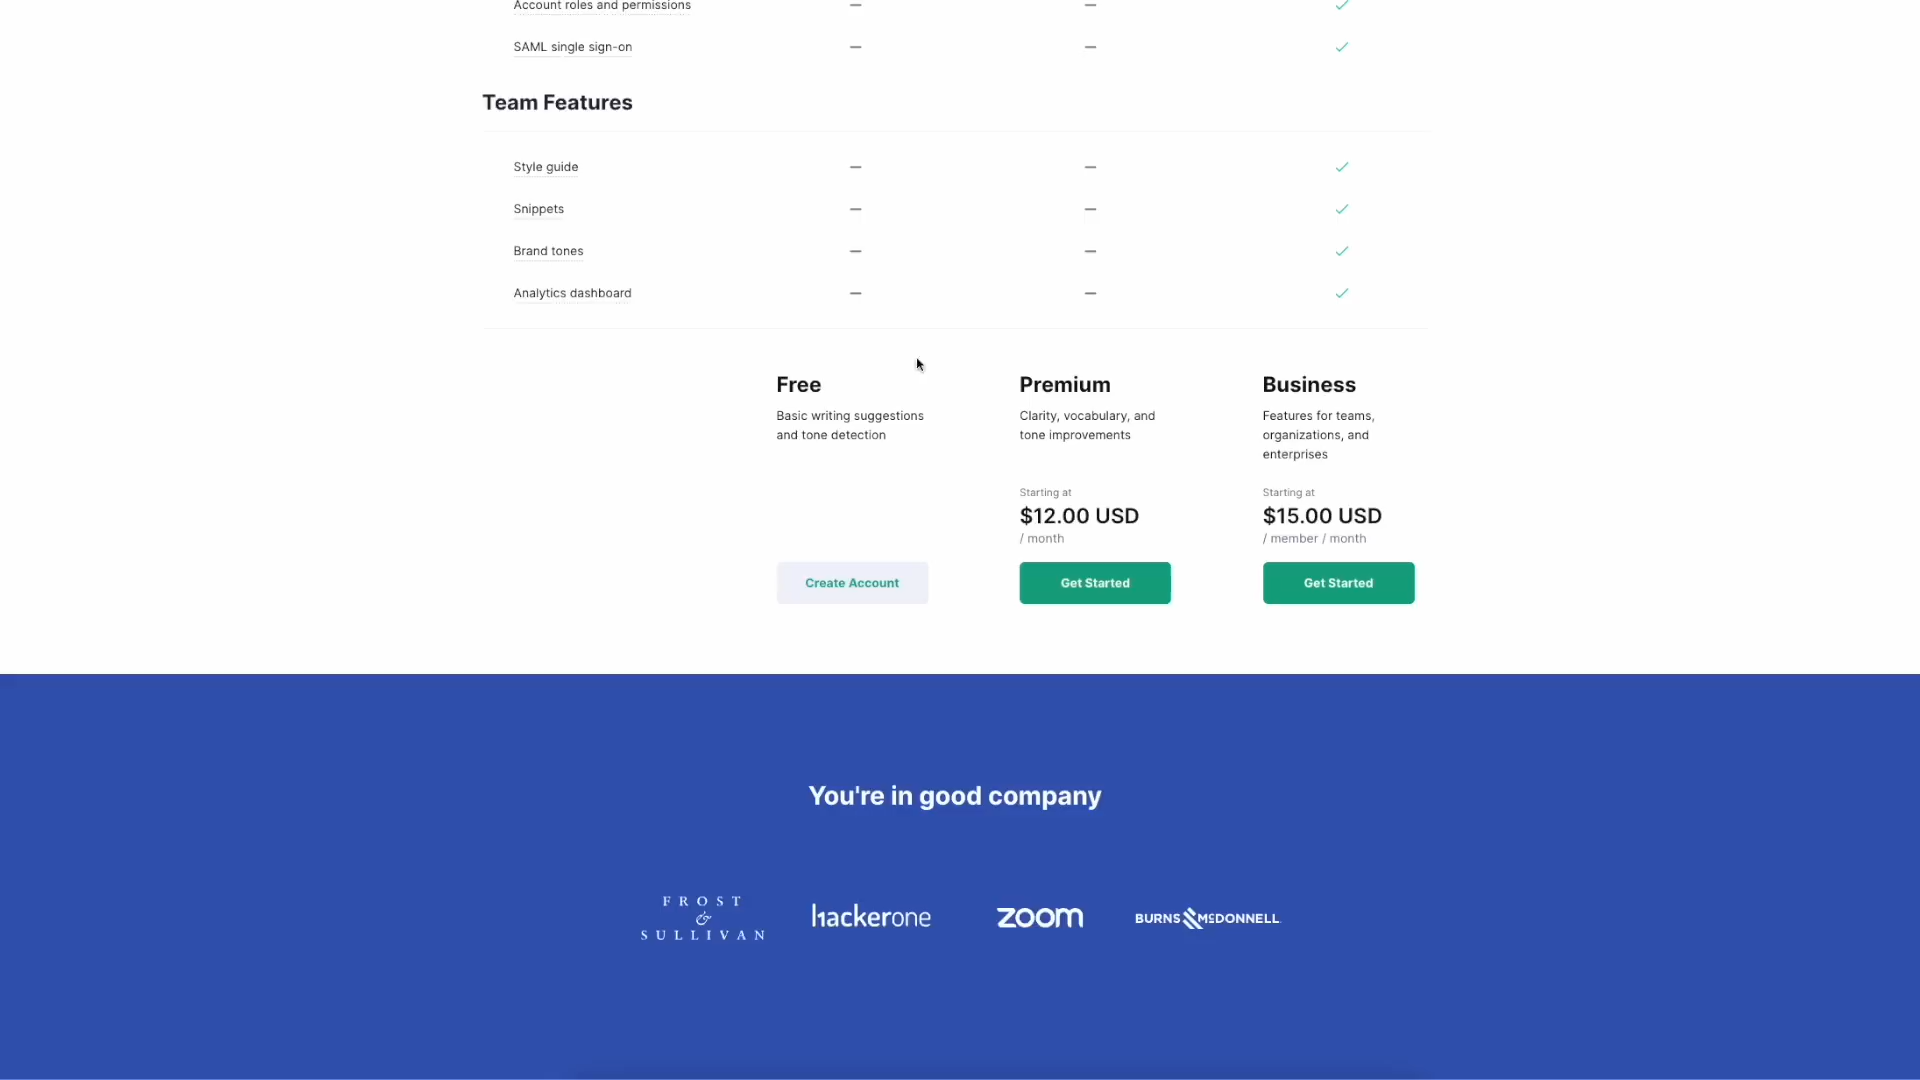 Account roles and permissions
SAML single sign-on
Team Features
Style guide
Snippets
Brand tones
Analytics dashboard
Free
Basic writing suggestions
and tone detection
Create Account
Premium
Clarity, vocabulary, and
tone improvements
Starting at
$12.00 USD
/ month
Get Started
Business
Features for teams,
organizations, and
enterprises
Starting at
$15.00 USD
/ member / month
Get Started
You're in good company
FROST
&
SULLIVAN
hackerone
zoom
BURNS McDONNELL